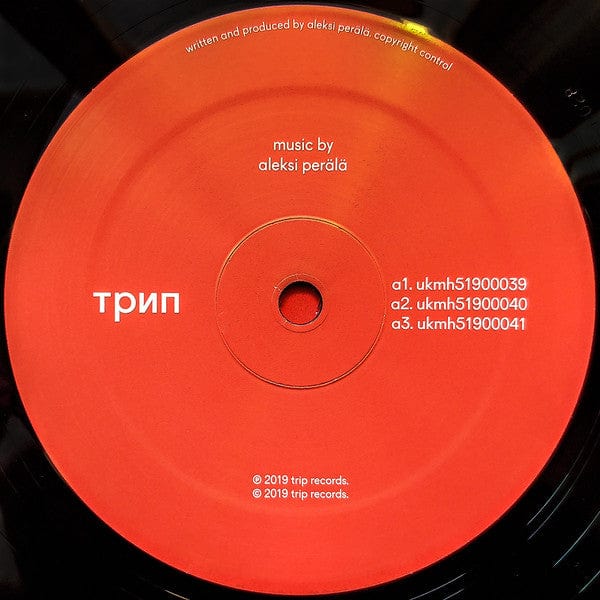 written and produced by aleksi perälä, copyright control
music by
aleksi perälä
трип
a1. ukmh51900039
a2. ukmh51900040
a3. ukmh51900041
℗ 2019 trip records.
© 2019 trip records.